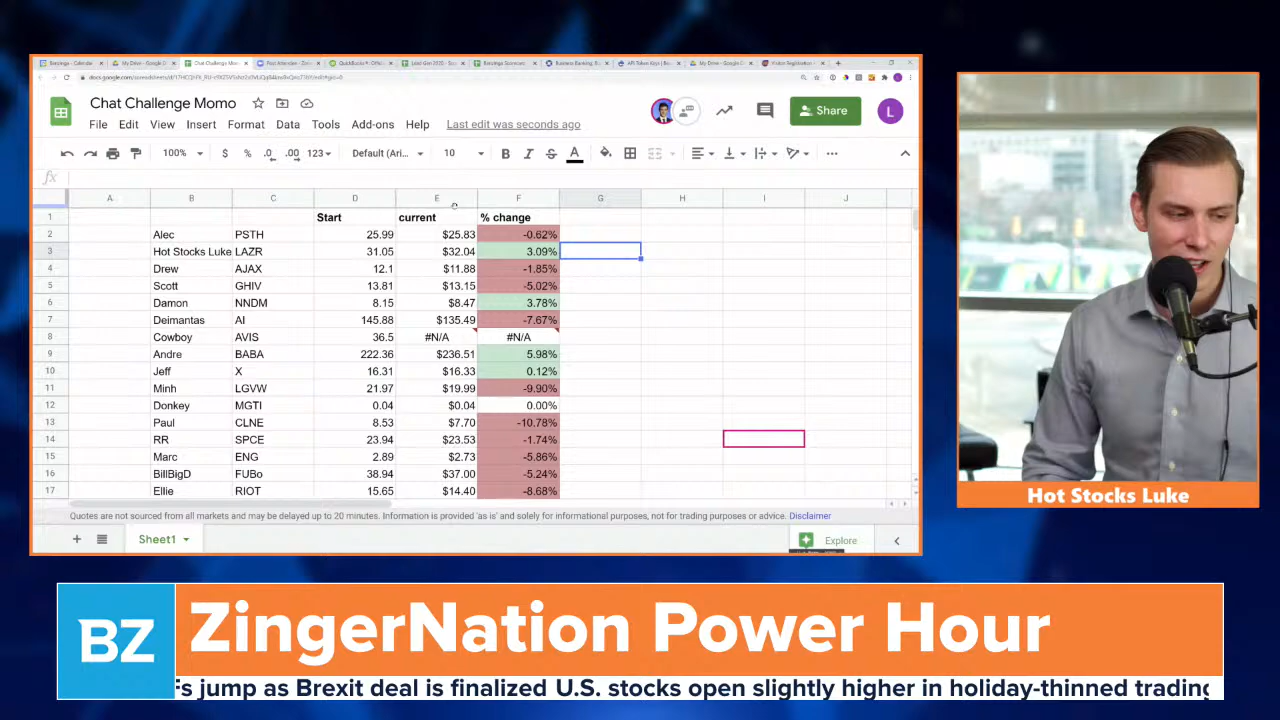 Chat Challenge Momo
File Edit View Insert Format Data Tools Add-ons Help Last edit was seconds ago
Share
L
100% $ % .0 .00 123 Default (Ari... 10 B I S A
fx
A B C D E F G H I J
1 Start current % change
2 Alec PSTH 25.99 $25.83 -0.62%
3 Hot Stocks Luke LAZR 31.05 $32.04 3.09%
4 Drew AJAX 12.1 $11.88 -1.85%
5 Scott GHIV 13.81 $13.15 -5.02%
6 Damon NNDM 8.15 $8.47 3.78%
7 Deimantas AI 145.88 $135.49 -7.67%
8 Cowboy AVIS 36.5 #N/A #N/A
9 Andre BABA 222.36 $236.51 5.98%
10 Jeff X 16.31 $16.33 0.12%
11 Minh LGVW 21.97 $19.99 -9.90%
12 Donkey MGTI 0.04 $0.04 0.00%
13 Paul CLNE 8.53 $7.70 -10.78%
14 RR SPCE 23.94 $23.53 -1.74%
15 Marc ENG 2.89 $2.73 -5.86%
16 BillBigD FUBo 38.94 $37.00 -5.24%
17 Ellie RIOT 15.65 $14.40 -8.68%
Quotes are not sourced from all markets and may be delayed up to 20 minutes. Information is provided 'as is' and solely for informational purposes, not for trading purposes or advice. Disclaimer
Sheet1
Explore
Hot Stocks Luke
BZ
ZingerNation Power Hour
jump as Brexit deal is finalized U.S. stocks open slightly higher in holiday-thinned trading